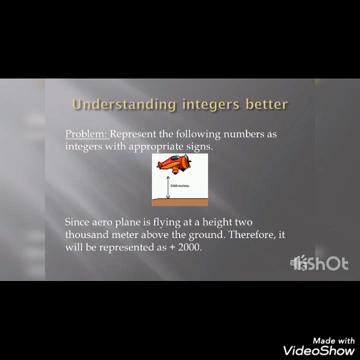 Understanding integers better
Problem: Represent the following numbers as
integers with appropriate signs.
Since aero plane is flying at a height two
thousand meter above the ground. Therefore, it
will be represented as + 2000.
Made with
VideoShow